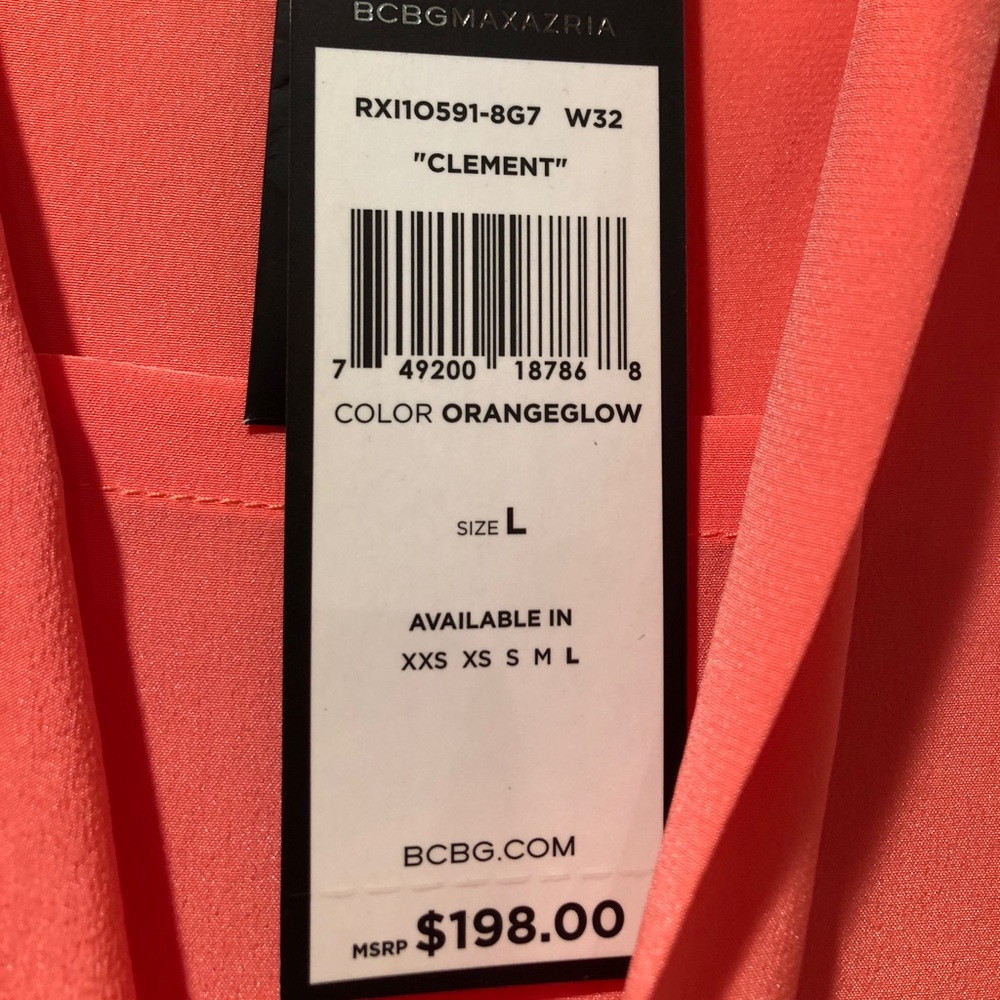 BCBGMAXAZRIA
RXI1O591-8G7 W32
"CLEMENT"
7 49200 18786 8
COLOR ORANGEGLOW
SIZE L
AVAILABLE IN
XXS XS S M L
BCBG.COM
MSRP $198.00